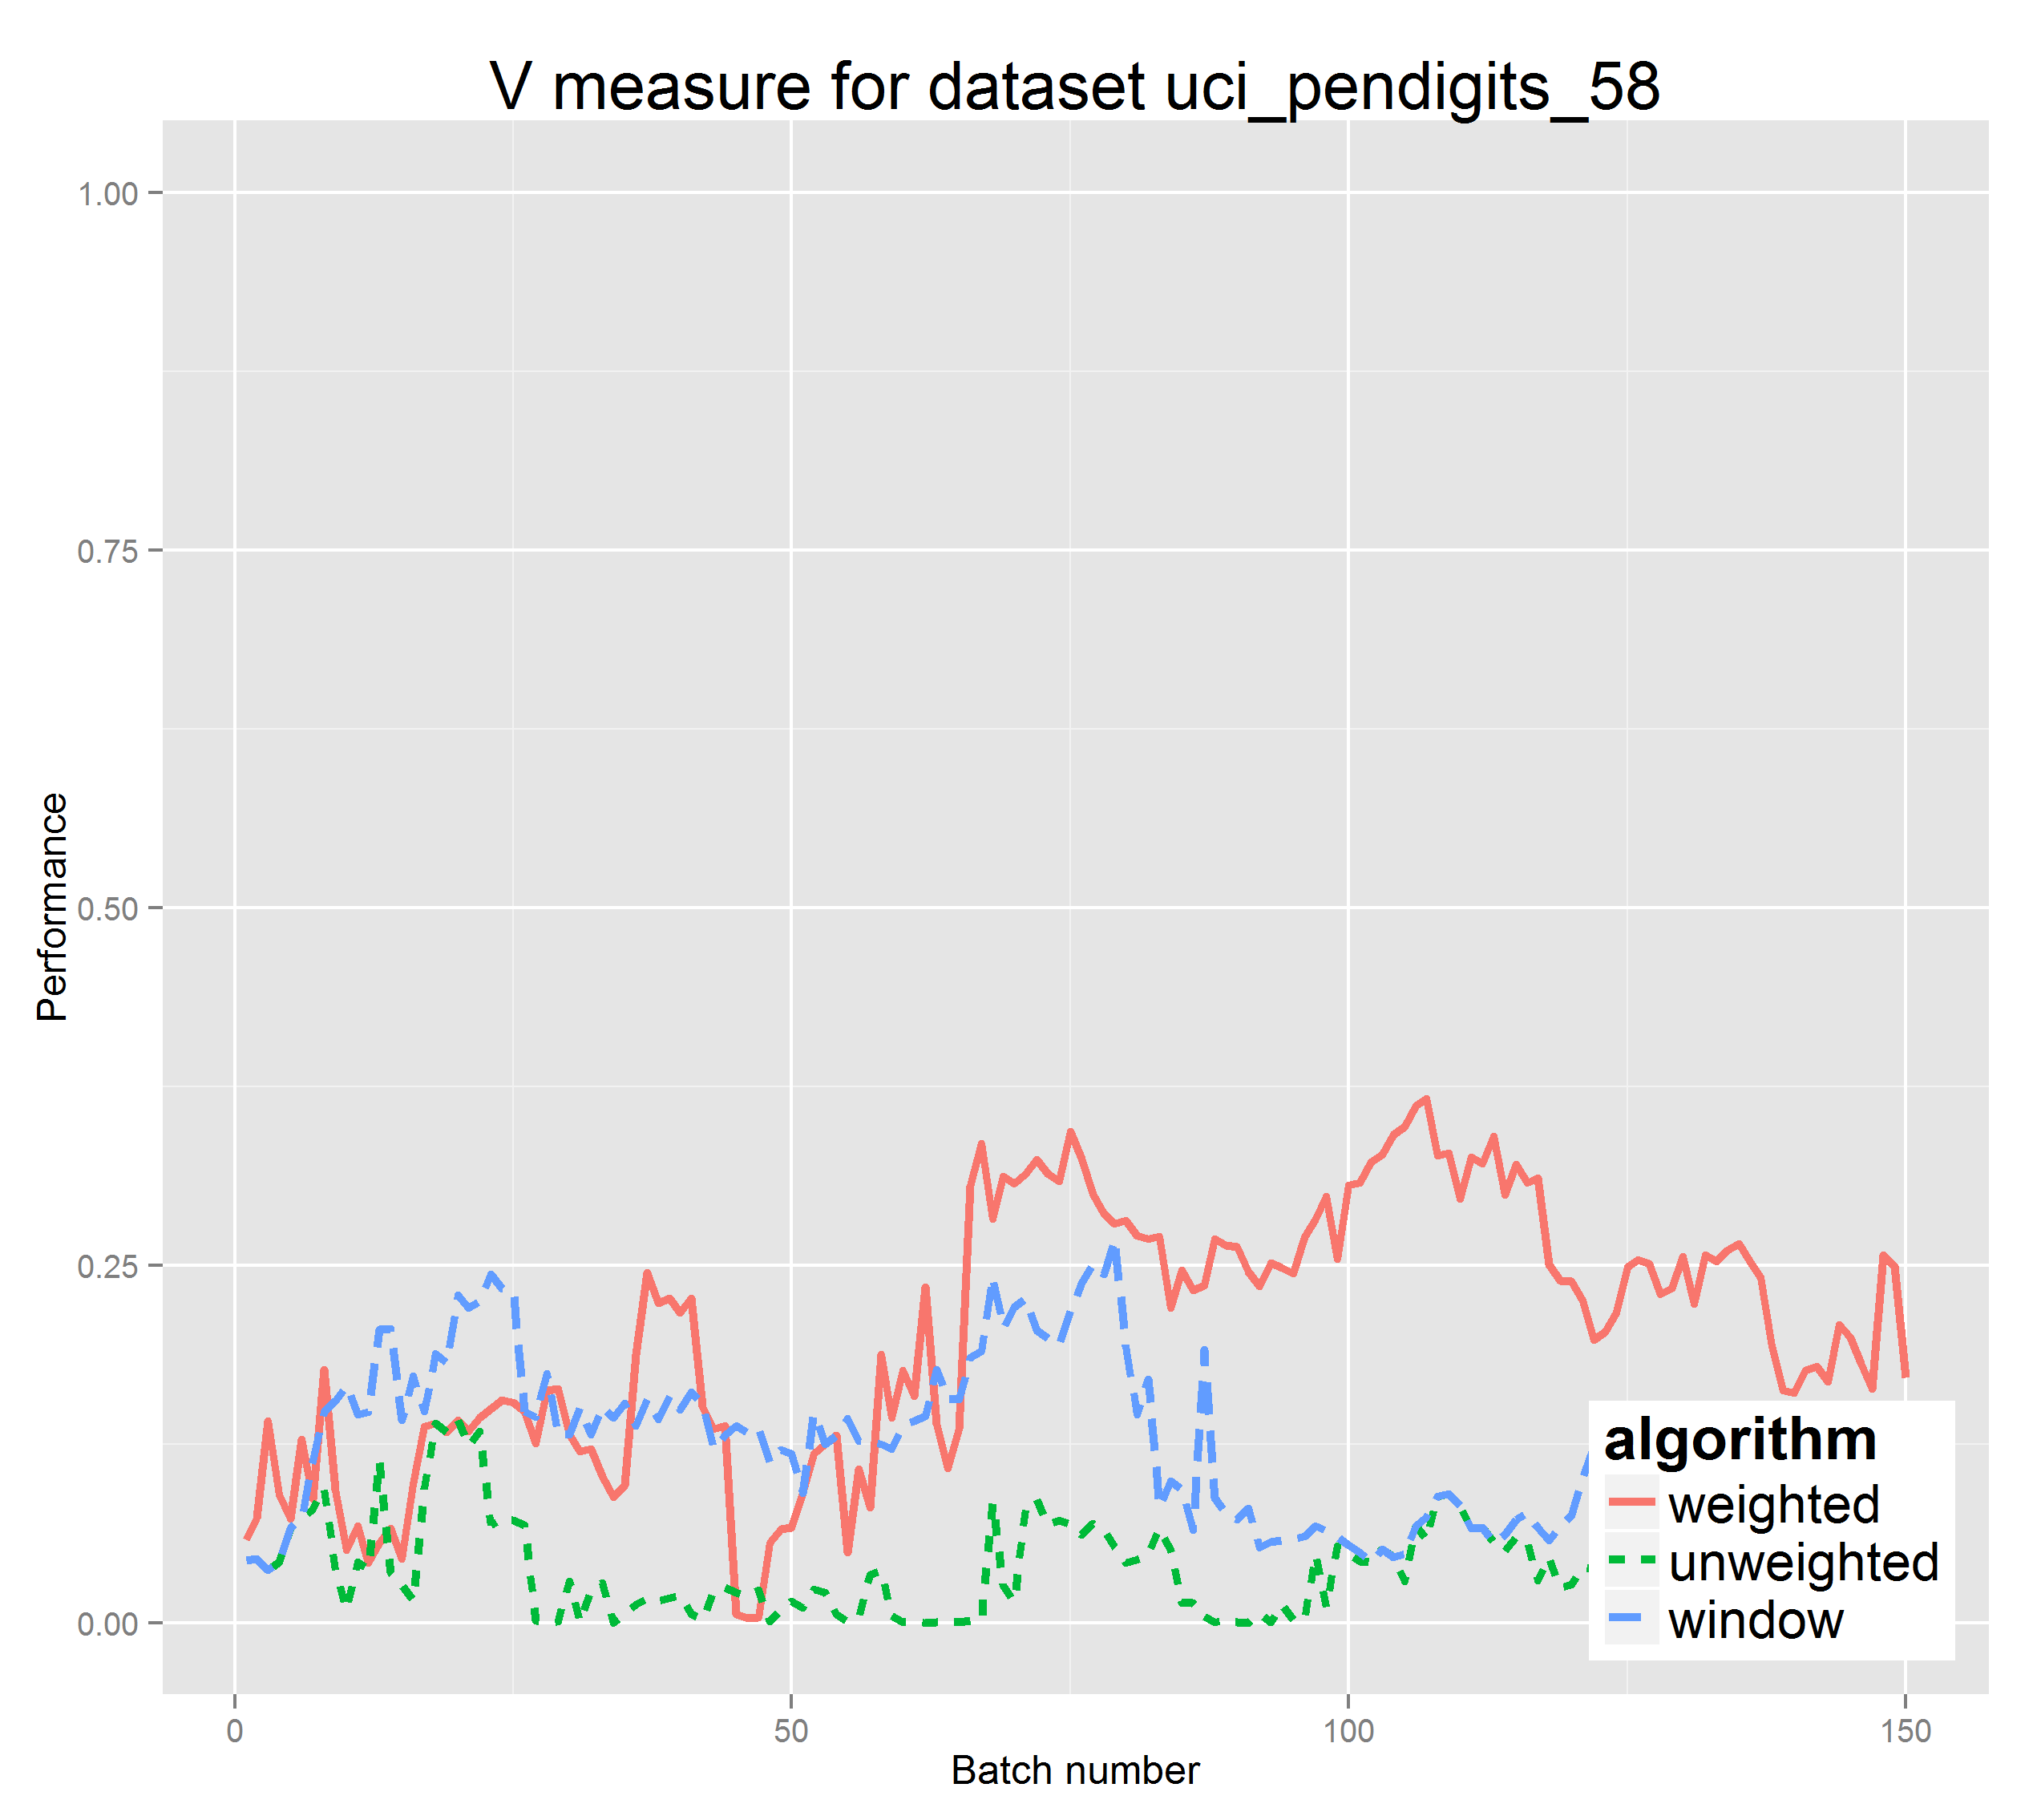 V measure for dataset uci_pendigits_58
1.00
0.75
0.50
0.25
0.00
Performance
algorithm
weighted
unweighted
window
0
50
100
150
Batch number